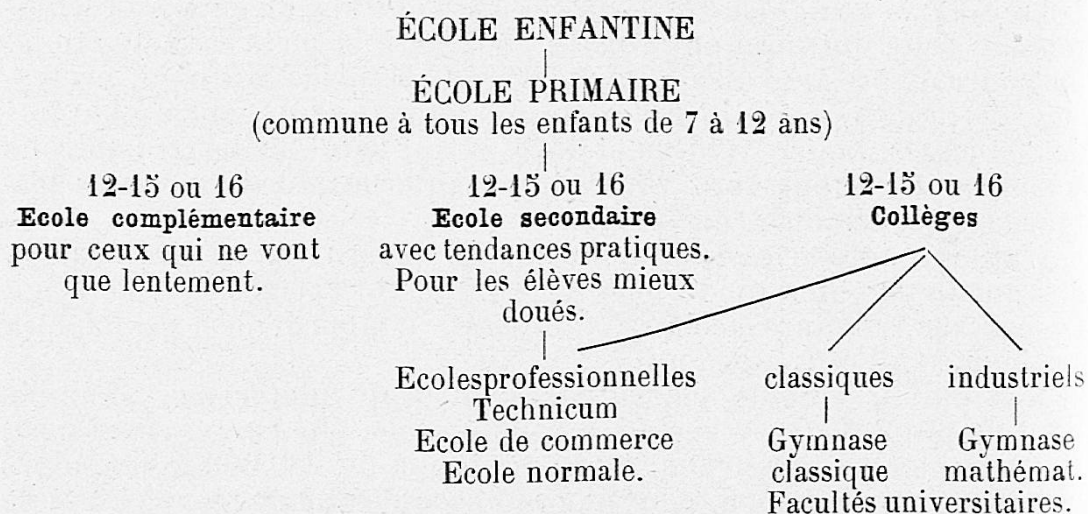 ÉCOLE ENFANTINE
ÉCOLE PRIMAIRE
(commune à tous les enfants de 7 à 12 ans)
12-15 ou 16
Ecole complémentaire
pour ceux qui ne vont
que lentement.
12-15 ou 16
Ecole secondaire
avec tendances pratiques.
Pour les élèves mieux
doués.
Ecolesprofessionnelles
Technicum
Ecole de commerce
Ecole normale.
12-15 ou 16
Collèges
classiques
Gymnase
classique
industriels
Gymnase
mathémat.
Facultés universitaires.